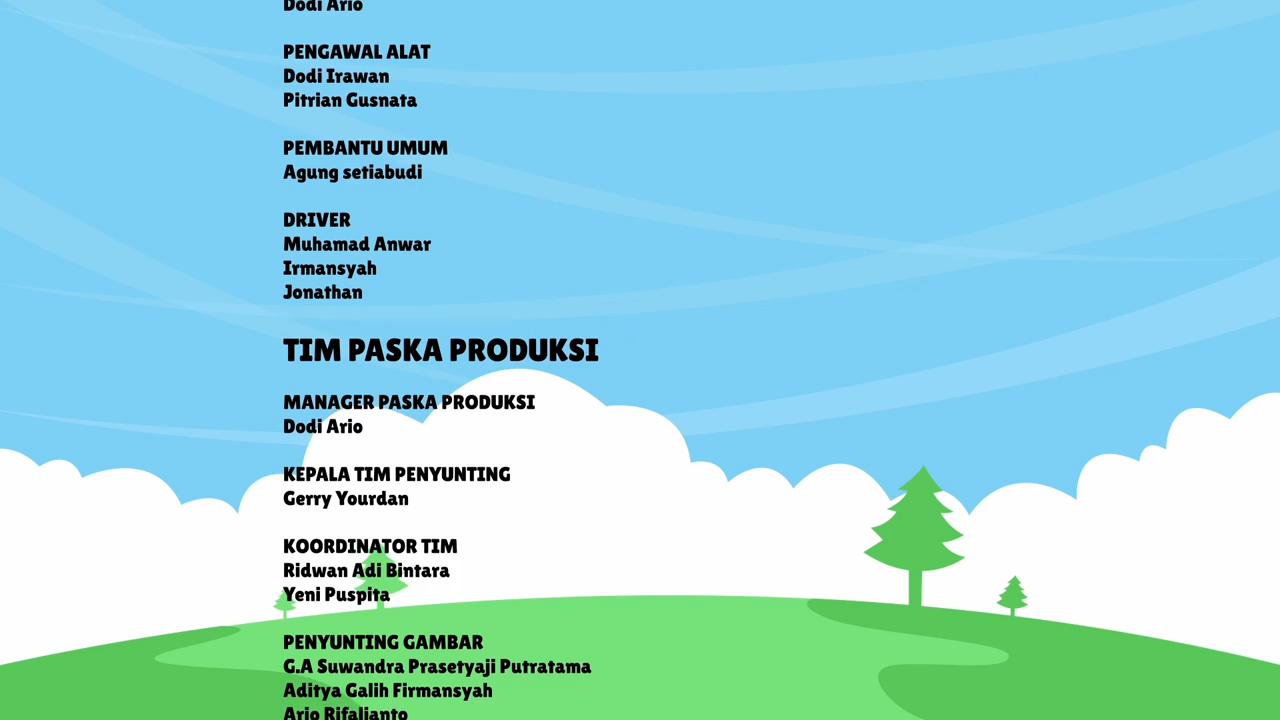 Dodi Ario
PENGAWAL ALAT
Dodi Irawan
Pitrian Gusnata
PEMBANTU UMUM
Agung setiabudi
DRIVER
Muhamad Anwar
Irmansyah
Jonathan
TIM PASKA PRODUKSI
MANAGER PASKA PRODUKSI
Dodi Ario
KEPALA TIM PENYUNTING
Gerry Yourdan
KOORDINATOR TIM
Ridwan Adi Bintara
Yeni Puspita
PENYUNTING GAMBAR
G.A Suwandra Prasetyaji Putratama
Aditya Galih Firmansyah
Ario Rifalianto